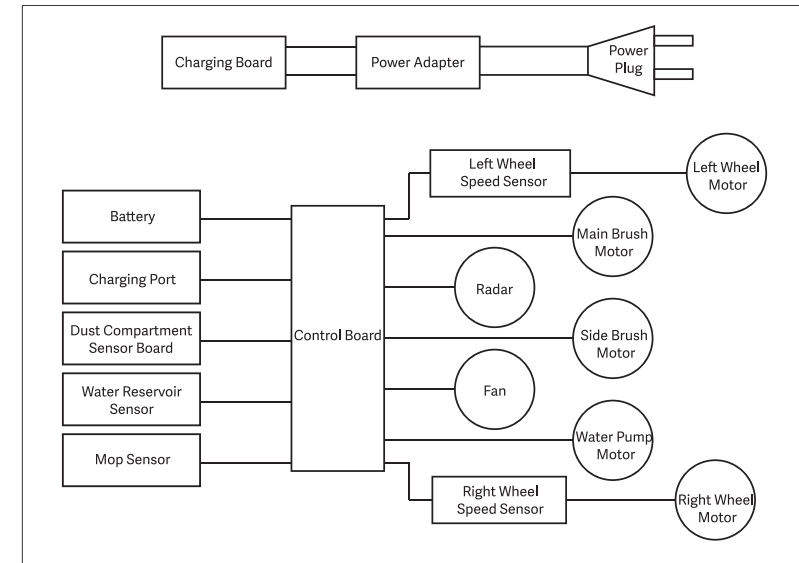 Charging Board
Power Adapter
Power
Plug
Left Wheel
Speed Sensor
Left Wheel
Motor
Battery
Main Brush
Motor
Charging Port
Radar
Dust Compartment
Sensor Board
Control Board
Side Brush
Motor
Water Reservoir
Sensor
Fan
Mop Sensor
Water Pump
Motor
Right Wheel
Speed Sensor
Right Wheel
Motor